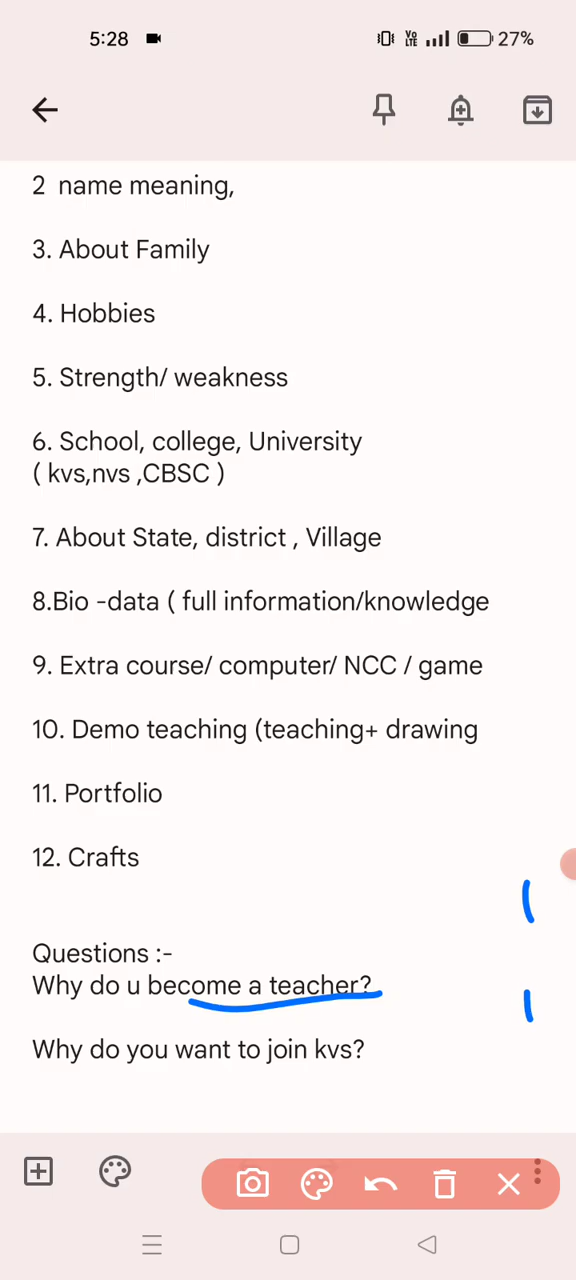 5:28 VoLTE 27%
2 name meaning,
3. About Family
4. Hobbies
5. Strength/ weakness
6. School, college, University
( kvs,nvs ,CBSC )
7. About State, district , Village
8.Bio -data ( full information/knowledge
9. Extra course/ computer/ NCC / game
10. Demo teaching (teaching+ drawing
11. Portfolio
12. Crafts
Questions :-
Why do u become a teacher?
Why do you want to join kvs?